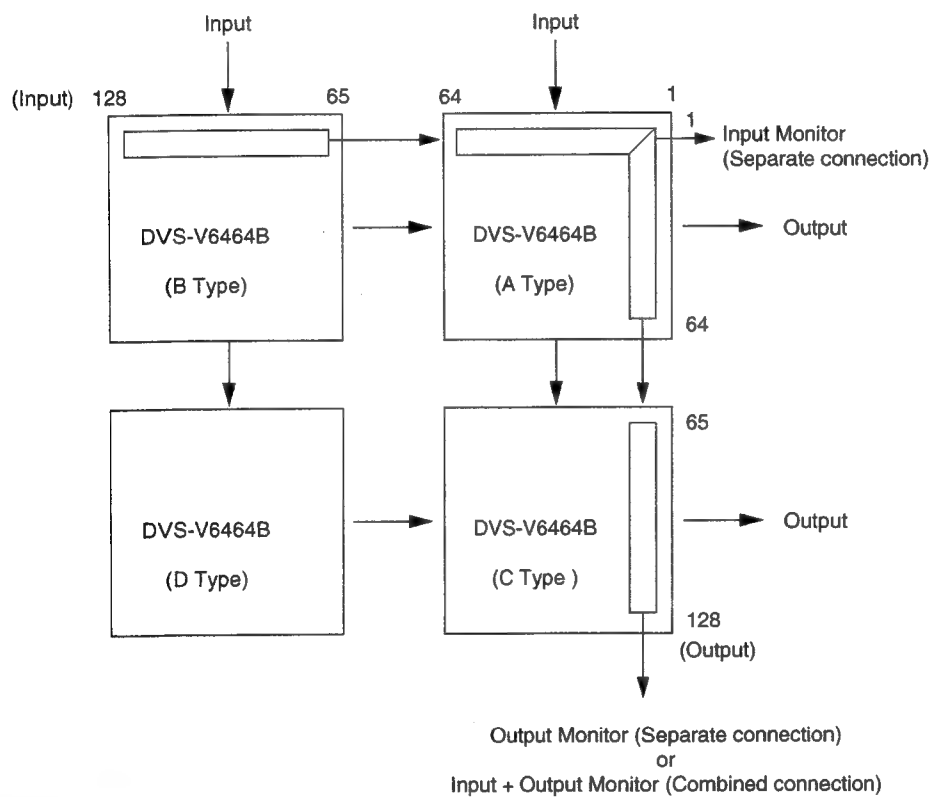 Input
Input
(Input) 128 65 64 1
1
Input Monitor
(Separate connection)
DVS-V6464B
(B Type)
DVS-V6464B
(A Type)
Output
64
65
DVS-V6464B
(D Type)
DVS-V6464B
(C Type )
Output
128
(Output)
Output Monitor (Separate connection)
or
Input + Output Monitor (Combined connection)